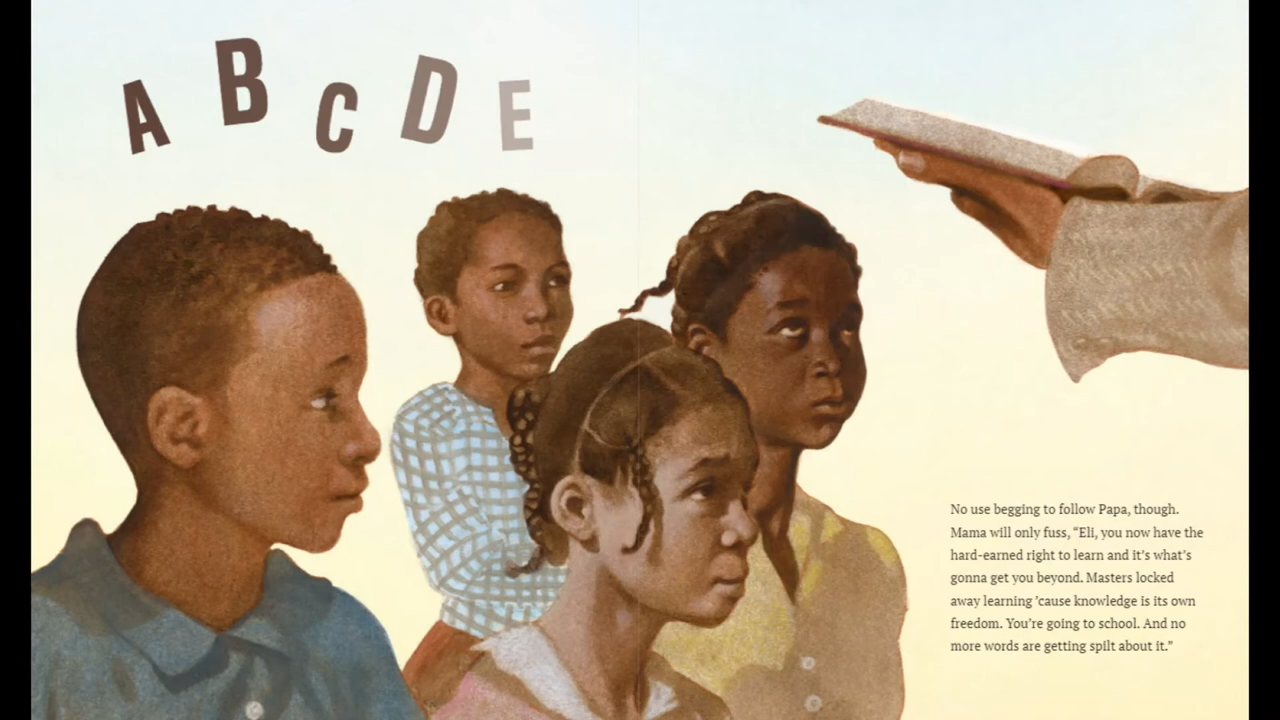 A B C D E
No use begging to follow Papa, though.
Mama will only fuss, “Eli, you now have the
hard-earned right to learn and it’s what’s
gonna get you beyond. Masters locked
away learning ’cause knowledge is its own
freedom. You’re going to school. And no
more words are getting spilt about it.”